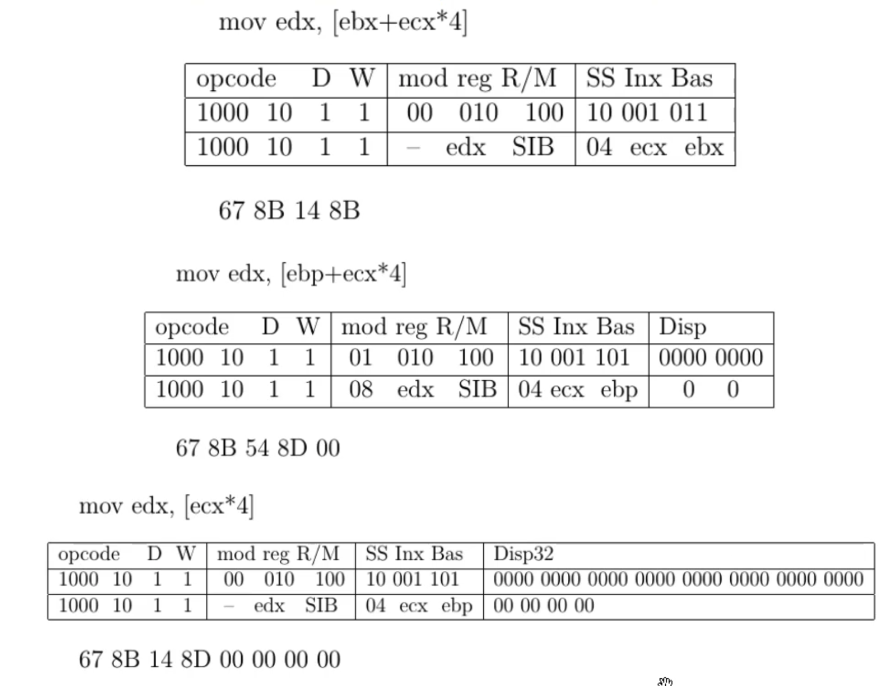 mov edx, [ebx+ecx*4]
opcode D W mod reg R/M SS Inx Bas
1000 10 1 1 00 010 100 10 001 011
1000 10 1 1 – edx SIB 04 ecx ebx
67 8B 14 8B
mov edx, [ebp+ecx*4]
opcode D W mod reg R/M SS Inx Bas Disp
1000 10 1 1 01 010 100 10 001 101 0000 0000
1000 10 1 1 08 edx SIB 04 ecx ebp 0 0
67 8B 54 8D 00
mov edx, [ecx*4]
opcode D W mod reg R/M SS Inx Bas Disp32
1000 10 1 1 00 010 100 10 001 101 0000 0000 0000 0000 0000 0000 0000 0000
1000 10 1 1 – edx SIB 04 ecx ebp 00 00 00 00
67 8B 14 8D 00 00 00 00